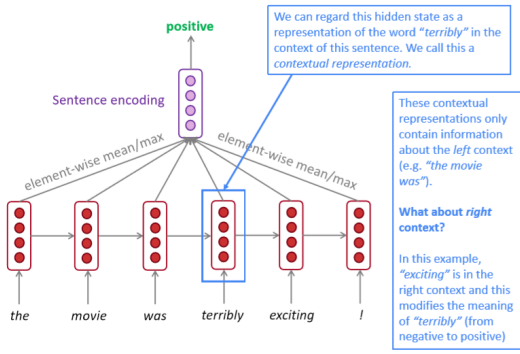 We can regard this hidden state as a
representation of the word “terribly” in the
context of this sentence. We call this a
contextual representation.
positive
Sentence encoding
element-wise mean/max
element-wise mean/max
These contextual
representations only
contain information
about the left context
(e.g. “the movie
was”).
What about right
context?
In this example,
“exciting” is in the
right context and this
modifies the meaning
of “terribly” (from
negative to positive)
the movie was terribly exciting !